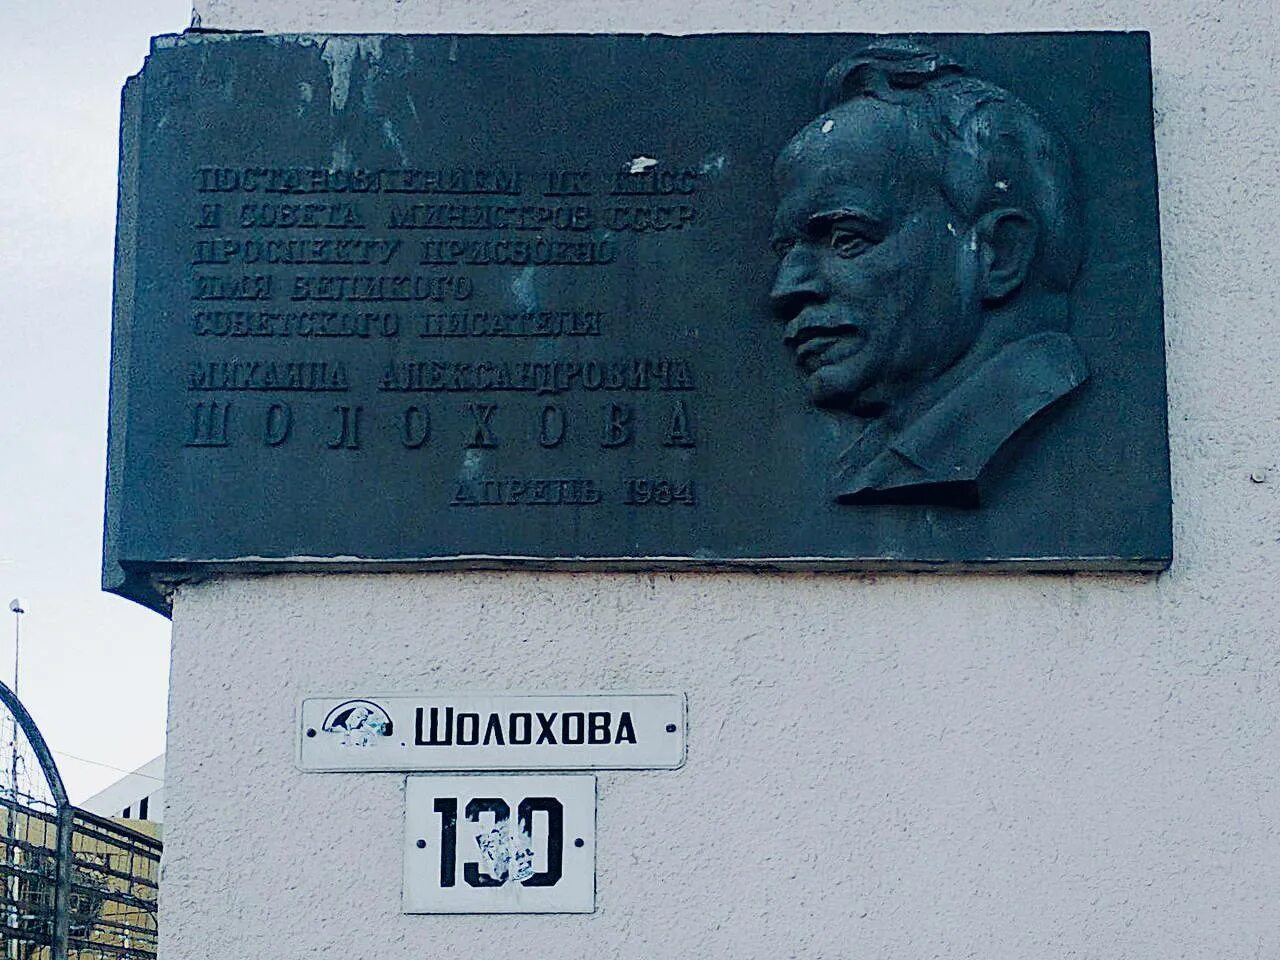 ПОСТАНОВЛЕНИЕМ ЦК КПСС
И СОВЕТА МИНИСТРОВ СССР
ПРОСПЕКТУ ПРИСВОЕНО
ИМЯ ВЕЛИКОГО
СОВЕТСКОГО ПИСАТЕЛЯ
МИХАИЛА АЛЕКСАНДРОВИЧА
ШОЛОХОВА
АПРЕЛЬ 1984
ШОЛОХОВА
130